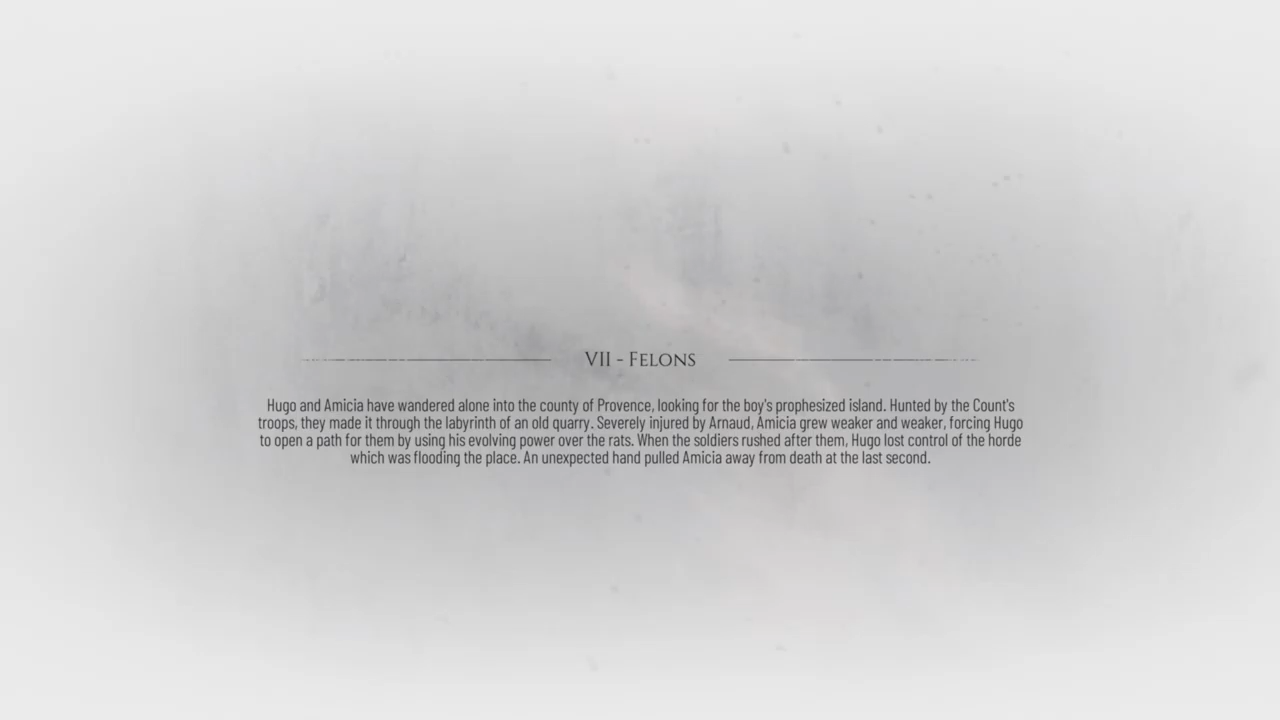 VII - Felons
Hugo and Amicia have wandered alone into the county of Provence, looking for the boy's prophesized island. Hunted by the Count's
troops, they made it through the labyrinth of an old quarry. Severely injured by Arnaud, Amicia grew weaker and weaker, forcing Hugo
to open a path for them by using his evolving power over the rats. When the soldiers rushed after them, Hugo lost control of the horde
which was flooding the place. An unexpected hand pulled Amicia away from death at the last second.